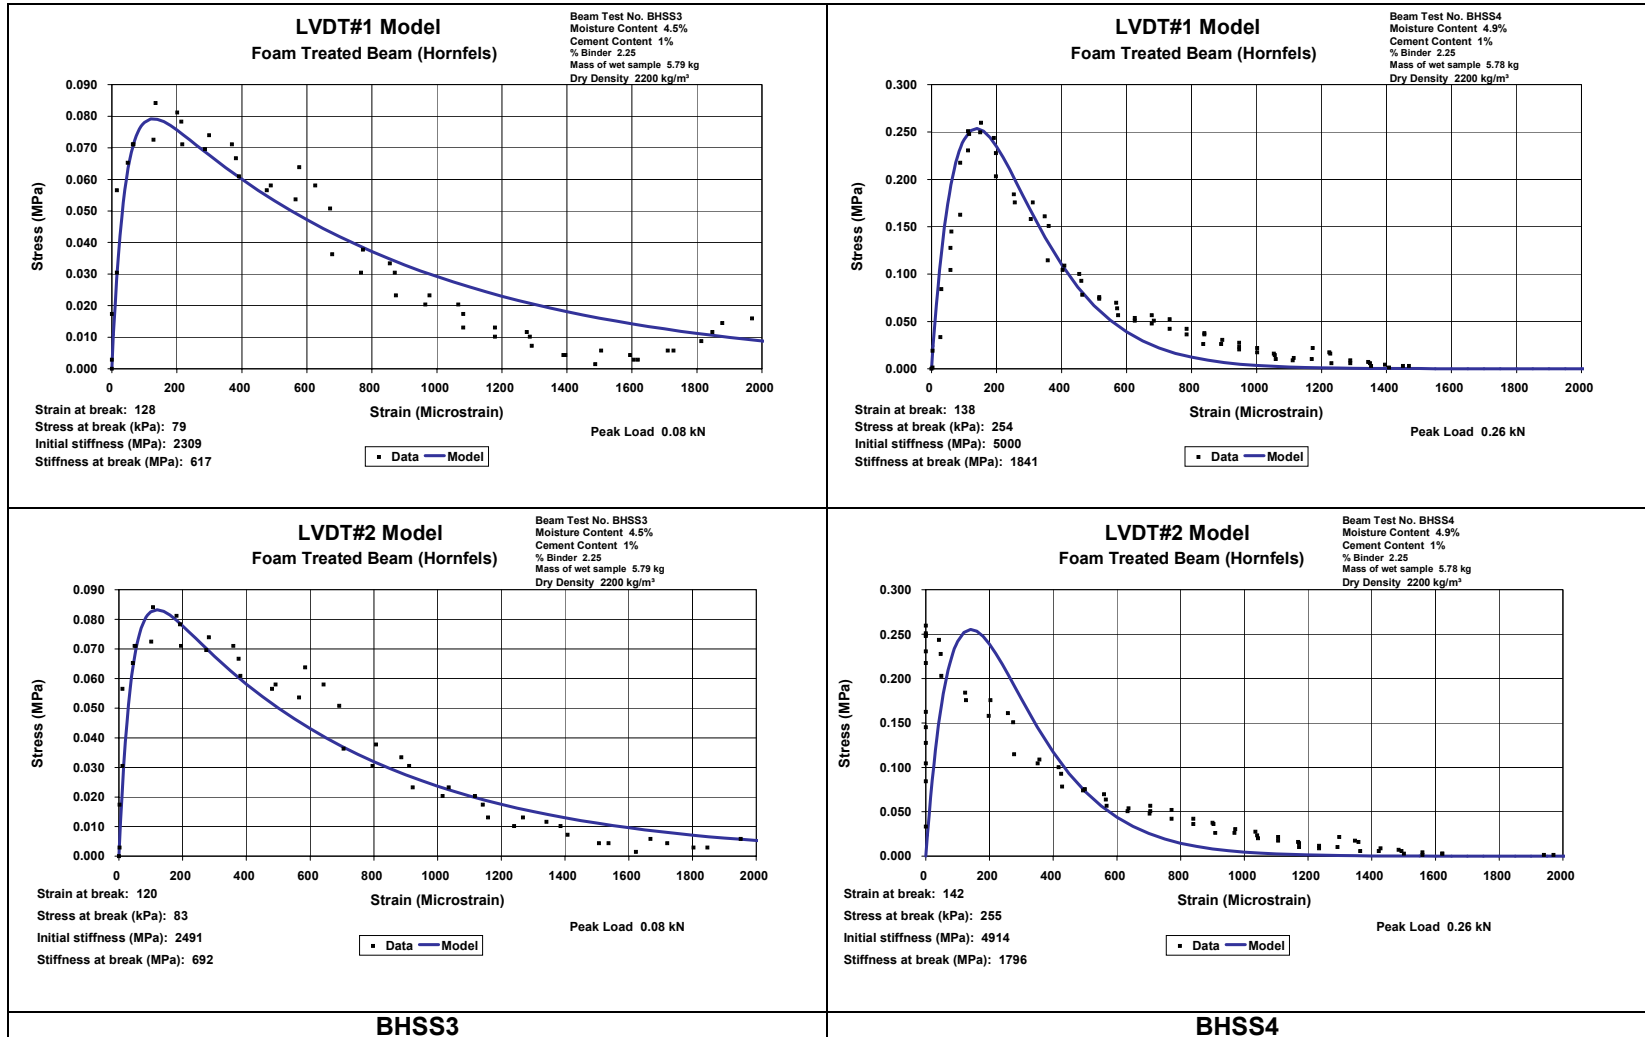 LVDT#1 Model
Foam Treated Beam (Hornfels)
Beam Test No. BHSS3
Moisture Content 4.5%
Cement Content 1%
% Binder 2.25
Mass of wet sample 5.79 kg
Dry Density 2200 kg/m³
0.090
0.080
0.070
0.060
0.050
0.040
0.030
0.020
0.010
0.000
Stress (MPa)
0 200 400 600 800 1000 1200 1400 1600 1800 2000
Strain (Microstrain)
Strain at break: 128
Stress at break (kPa): 79
Initial stiffness (MPa): 2309
Stiffness at break (MPa): 617
Peak Load 0.08 kN
Data Model
LVDT#1 Model
Foam Treated Beam (Hornfels)
Beam Test No. BHSS4
Moisture Content 4.9%
Cement Content 1%
% Binder 2.25
Mass of wet sample 5.78 kg
Dry Density 2200 kg/m³
0.300
0.250
0.200
0.150
0.100
0.050
0.000
Stress (MPa)
0 200 400 600 800 1000 1200 1400 1600 1800 2000
Strain (Microstrain)
Strain at break: 138
Stress at break (kPa): 254
Initial stiffness (MPa): 5000
Stiffness at break (MPa): 1841
Peak Load 0.26 kN
Data Model
LVDT#2 Model
Foam Treated Beam (Hornfels)
Beam Test No. BHSS3
Moisture Content 4.5%
Cement Content 1%
% Binder 2.25
Mass of wet sample 5.79 kg
Dry Density 2200 kg/m³
0.090
0.080
0.070
0.060
0.050
0.040
0.030
0.020
0.010
0.000
Stress (MPa)
0 200 400 600 800 1000 1200 1400 1600 1800 2000
Strain (Microstrain)
Strain at break: 120
Stress at break (kPa): 83
Initial stiffness (MPa): 2491
Stiffness at break (MPa): 692
Peak Load 0.08 kN
Data Model
LVDT#2 Model
Foam Treated Beam (Hornfels)
Beam Test No. BHSS4
Moisture Content 4.9%
Cement Content 1%
% Binder 2.25
Mass of wet sample 5.78 kg
Dry Density 2200 kg/m³
0.300
0.250
0.200
0.150
0.100
0.050
0.000
Stress (MPa)
0 200 400 600 800 1000 1200 1400 1600 1800 2000
Strain (Microstrain)
Strain at break: 142
Stress at break (kPa): 255
Initial stiffness (MPa): 4914
Stiffness at break (MPa): 1796
Peak Load 0.26 kN
Data Model
BHSS3
BHSS4